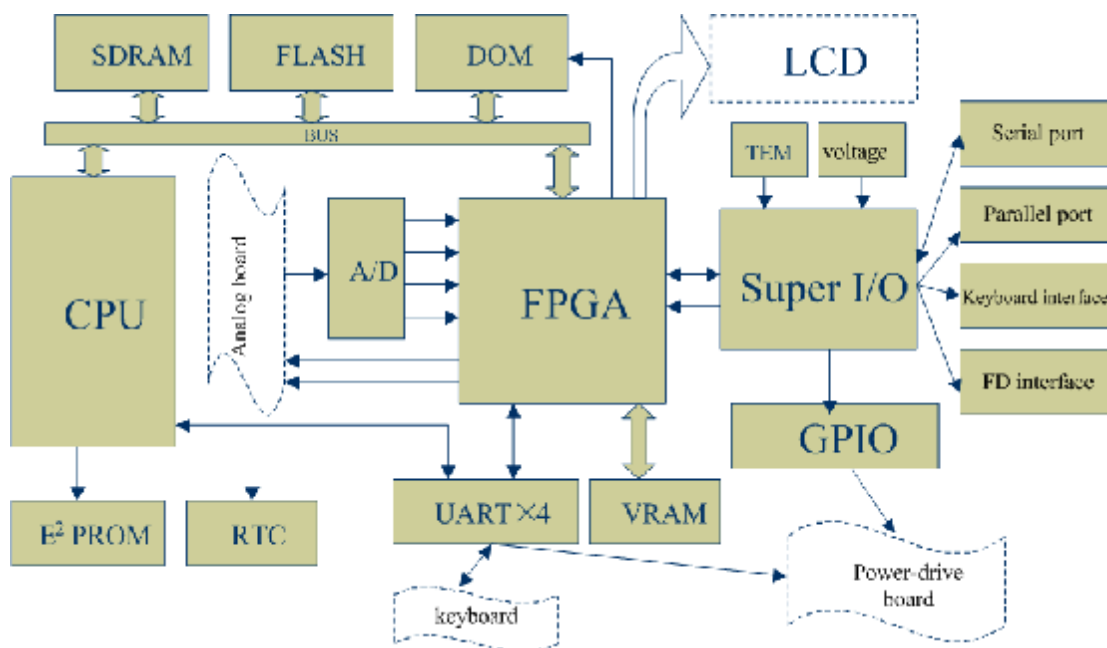 SDRAM
FLASH
DOM
LCD
BUS
TEM
voltage
Serial port
Parallel port
Keyboard interface
FD interface
CPU
Analog board
A/D
FPGA
Super I/O
GPIO
E² PROM
RTC
UART×4
VRAM
keyboard
Power-drive
board